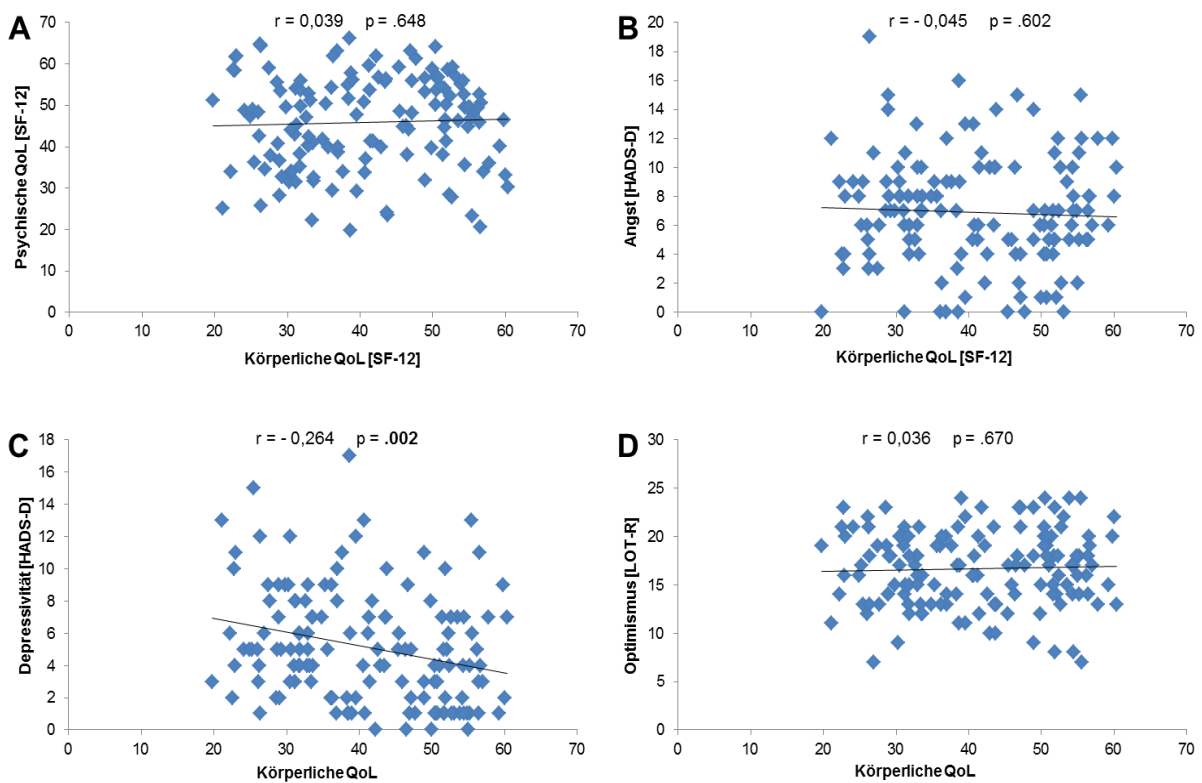 A
r = 0,039 p = .648
Psychische QoL [SF-12]
70
60
50
40
30
20
10
0
0 10 20 30 40 50 60 70
Körperliche QoL [SF-12]
B
r = - 0,045 p = .602
Angst [HADS-D]
20
18
16
14
12
10
8
6
4
2
0
0 10 20 30 40 50 60 70
Körperliche QoL [SF-12]
C
r = - 0,264 p = .002
Depressivität [HADS-D]
18
16
14
12
10
8
6
4
2
0
0 10 20 30 40 50 60 70
Körperliche QoL
D
r = 0,036 p = .670
Optimismus [LOT-R]
30
25
20
15
10
5
0
0 10 20 30 40 50 60 70
Körperliche QoL